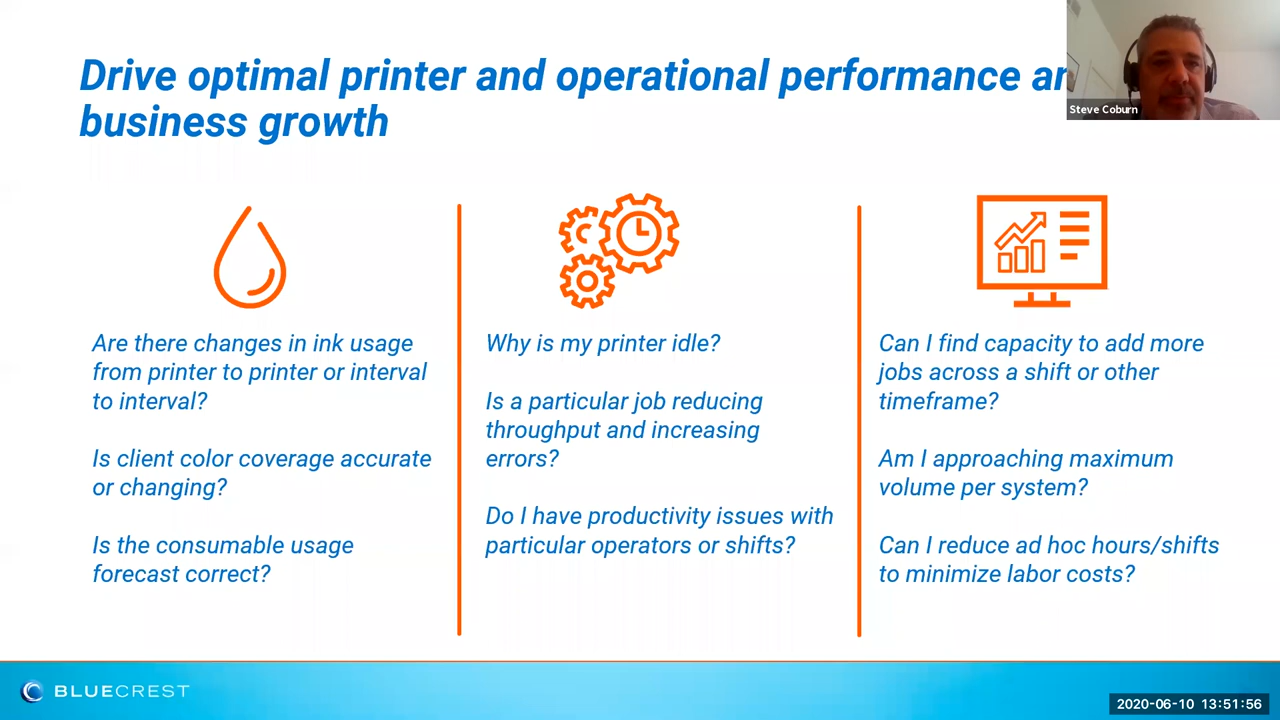 Drive optimal printer and operational performance
business growth
Steve Coburn
Are there changes in ink usage
from printer to printer or interval
to interval?
Is client color coverage accurate
or changing?
Is the consumable usage
forecast correct?
Why is my printer idle?
Is a particular job reducing
throughput and increasing
errors?
Do I have productivity issues with
particular operators or shifts?
Can I find capacity to add more
jobs across a shift or other
timeframe?
Am I approaching maximum
volume per system?
Can I reduce ad hoc hours/shifts
to minimize labor costs?
BLUECREST
2020-06-10 13:51:56